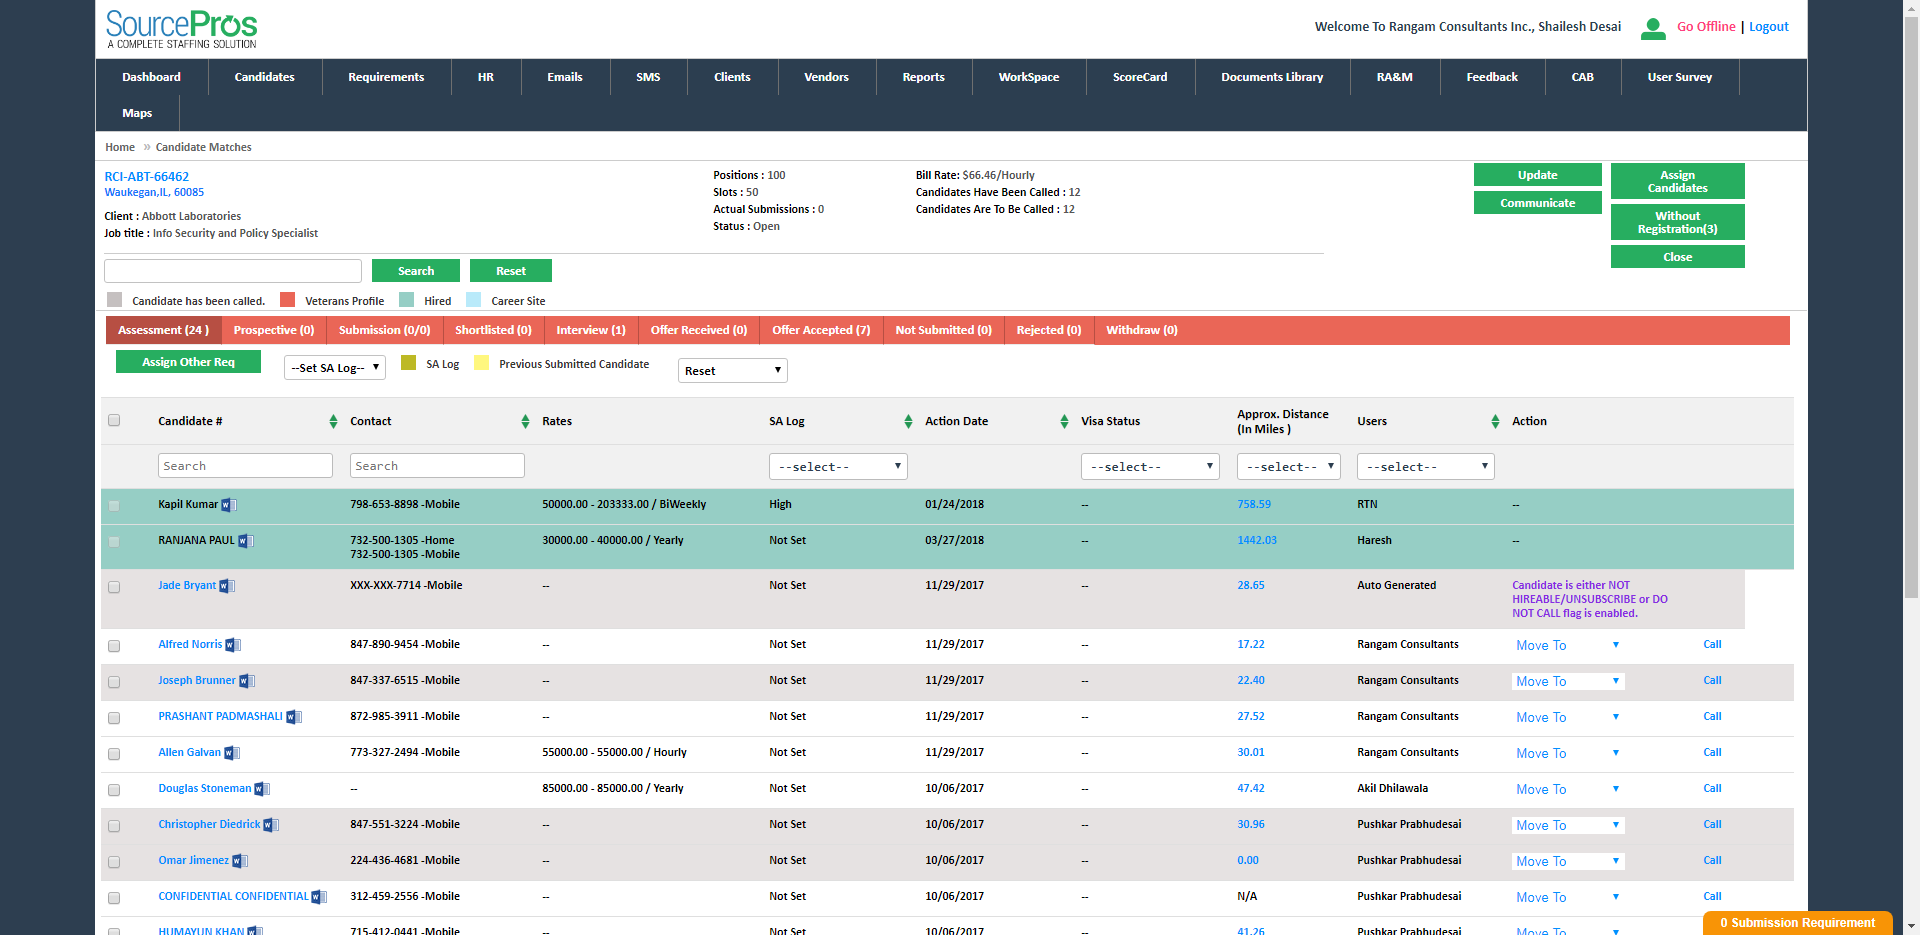 SourcePros
A COMPLETE STAFFING SOLUTION
Welcome To Rangam Consultants Inc., Shailesh Desai Go Offline | Logout
Dashboard Candidates Requirements HR Emails SMS Clients Vendors Reports WorkSpace ScoreCard Documents Library RA&M Feedback CAB User Survey
Maps
Home » Candidate Matches
RCI-ABT-66462
Waukegan,IL, 60085
Client : Abbott Laboratories
Job title : Info Security and Policy Specialist
Positions : 100
Slots : 50
Actual Submissions : 0
Status : Open
Bill Rate: $66.46/Hourly
Candidates Have Been Called : 12
Candidates Are To Be Called : 12
Update
Communicate
Assign
Candidates
Without
Registration(3)
Close
Search Reset
Candidate has been called. Veterans Profile Hired Career Site
Assessment (24 ) Prospective (0) Submission (0/0) Shortlisted (0) Interview (1) Offer Received (0) Offer Accepted (7) Not Submitted (0) Rejected (0) Withdraw (0)
Assign Other Req --Set SA Log-- SA Log Previous Submitted Candidate Reset
Candidate # Contact Rates SA Log Action Date Visa Status Approx. Distance (In Miles ) Users Action
Search Search --select-- --select-- --select-- --select--
Kapil Kumar 798-653-8898 -Mobile 50000.00 - 203333.00 / BiWeekly High 01/24/2018 -- 758.59 RTN --
RANJANA PAUL 732-500-1305 -Home 30000.00 - 40000.00 / Yearly Not Set 03/27/2018 -- 1442.03 Haresh --
732-500-1305 -Mobile
Jade Bryant XXX-XXX-7714 -Mobile -- Not Set 11/29/2017 -- 28.65 Auto Generated Candidate is either NOT
HIREABLE/UNSUBSCRIBE or DO
NOT CALL flag is enabled.
Alfred Norris 847-890-9454 -Mobile -- Not Set 11/29/2017 -- 17.22 Rangam Consultants Move To Call
Joseph Brunner 847-337-6515 -Mobile -- Not Set 11/29/2017 -- 22.40 Rangam Consultants Move To Call
PRASHANT PADMASHALI 872-985-3911 -Mobile -- Not Set 11/29/2017 -- 27.52 Rangam Consultants Move To Call
Allen Galvan 773-327-2494 -Mobile 55000.00 - 55000.00 / Hourly Not Set 11/29/2017 -- 30.01 Rangam Consultants Move To Call
Douglas Stoneman -- 85000.00 - 85000.00 / Yearly Not Set 10/06/2017 -- 47.42 Akil Dhilawala Move To Call
Christopher Diedrick 847-551-3224 -Mobile -- Not Set 10/06/2017 -- 30.96 Pushkar Prabhudesai Move To Call
Omar Jimenez 224-436-4681 -Mobile -- Not Set 10/06/2017 -- 0.00 Pushkar Prabhudesai Move To Call
CONFIDENTIAL CONFIDENTIAL 312-459-2556 -Mobile -- Not Set 10/06/2017 -- N/A Pushkar Prabhudesai Move To Call
HUMAYUN KHAN 715-412-0441 -Mobile -- Not Set 10/06/2017 -- 41.26 Pushkar Prabhudesai Move To Call
0 Submission Requirement